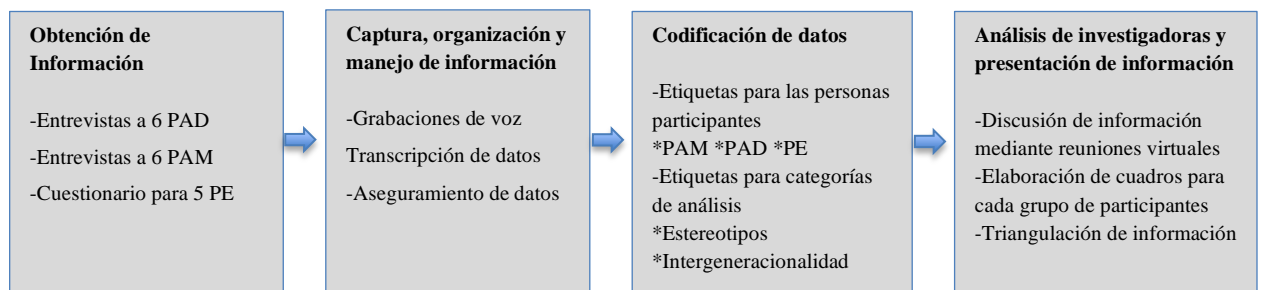 Obtención de
Información
-Entrevistas a 6 PAD
-Entrevistas a 6 PAM
-Cuestionario para 5 PE
Captura, organización y
manejo de información
-Grabaciones de voz
Transcripción de datos
-Aseguramiento de datos
Codificación de datos
-Etiquetas para las personas
participantes
*PAM *PAD *PE
-Etiquetas para categorías
de análisis
*Estereotipos
*Intergeneracionalidad
Análisis de investigadoras y
presentación de información
-Discusión de información
mediante reuniones virtuales
-Elaboración de cuadros para
cada grupo de participantes
-Triangulación de información